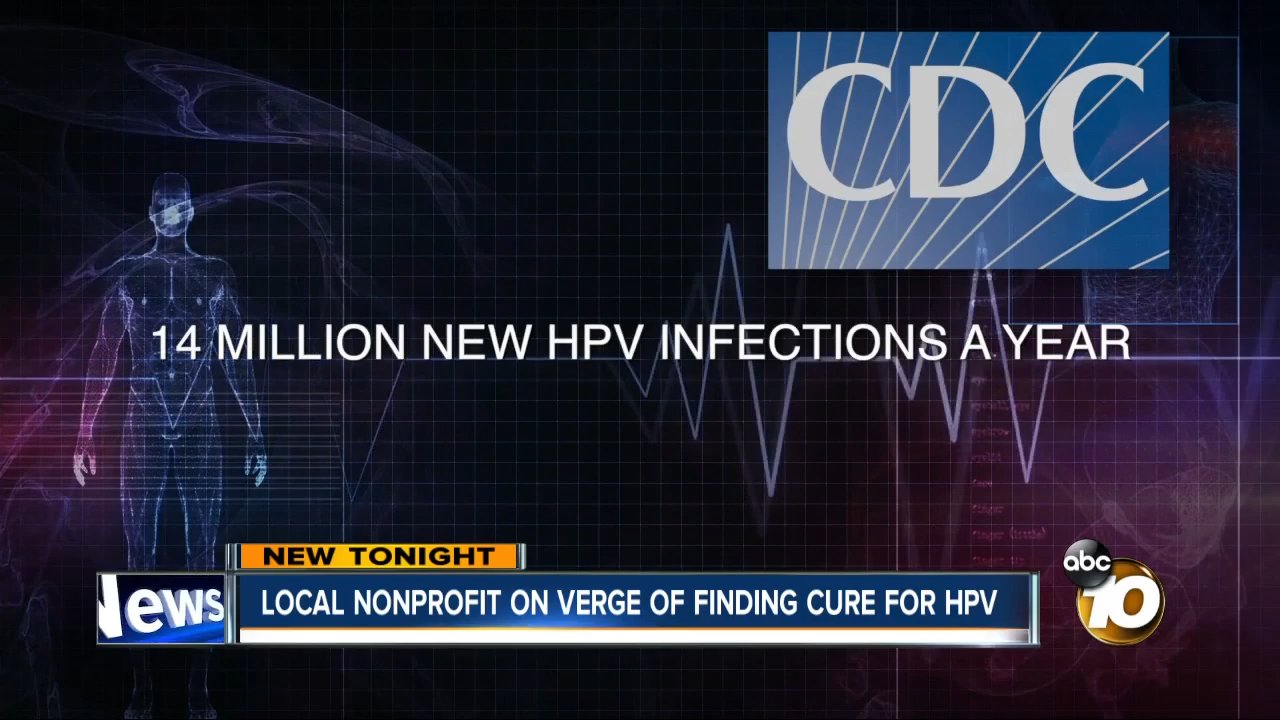 CDC
14 MILLION NEW HPV INFECTIONS A YEAR
NEW TONIGHT
News
LOCAL NONPROFIT ON VERGE OF FINDING CURE FOR HPV
abc
10